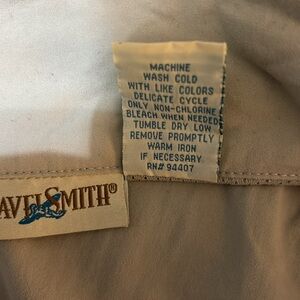 MACHINE
WASH COLD
WITH LIKE COLORS
DELICATE CYCLE
ONLY NON-CHLORINE
BLEACH WHEN NEEDED
TUMBLE DRY LOW
REMOVE PROMPTLY
WARM IRON
IF NECESSARY
RN# 94407
AVELSMITH®